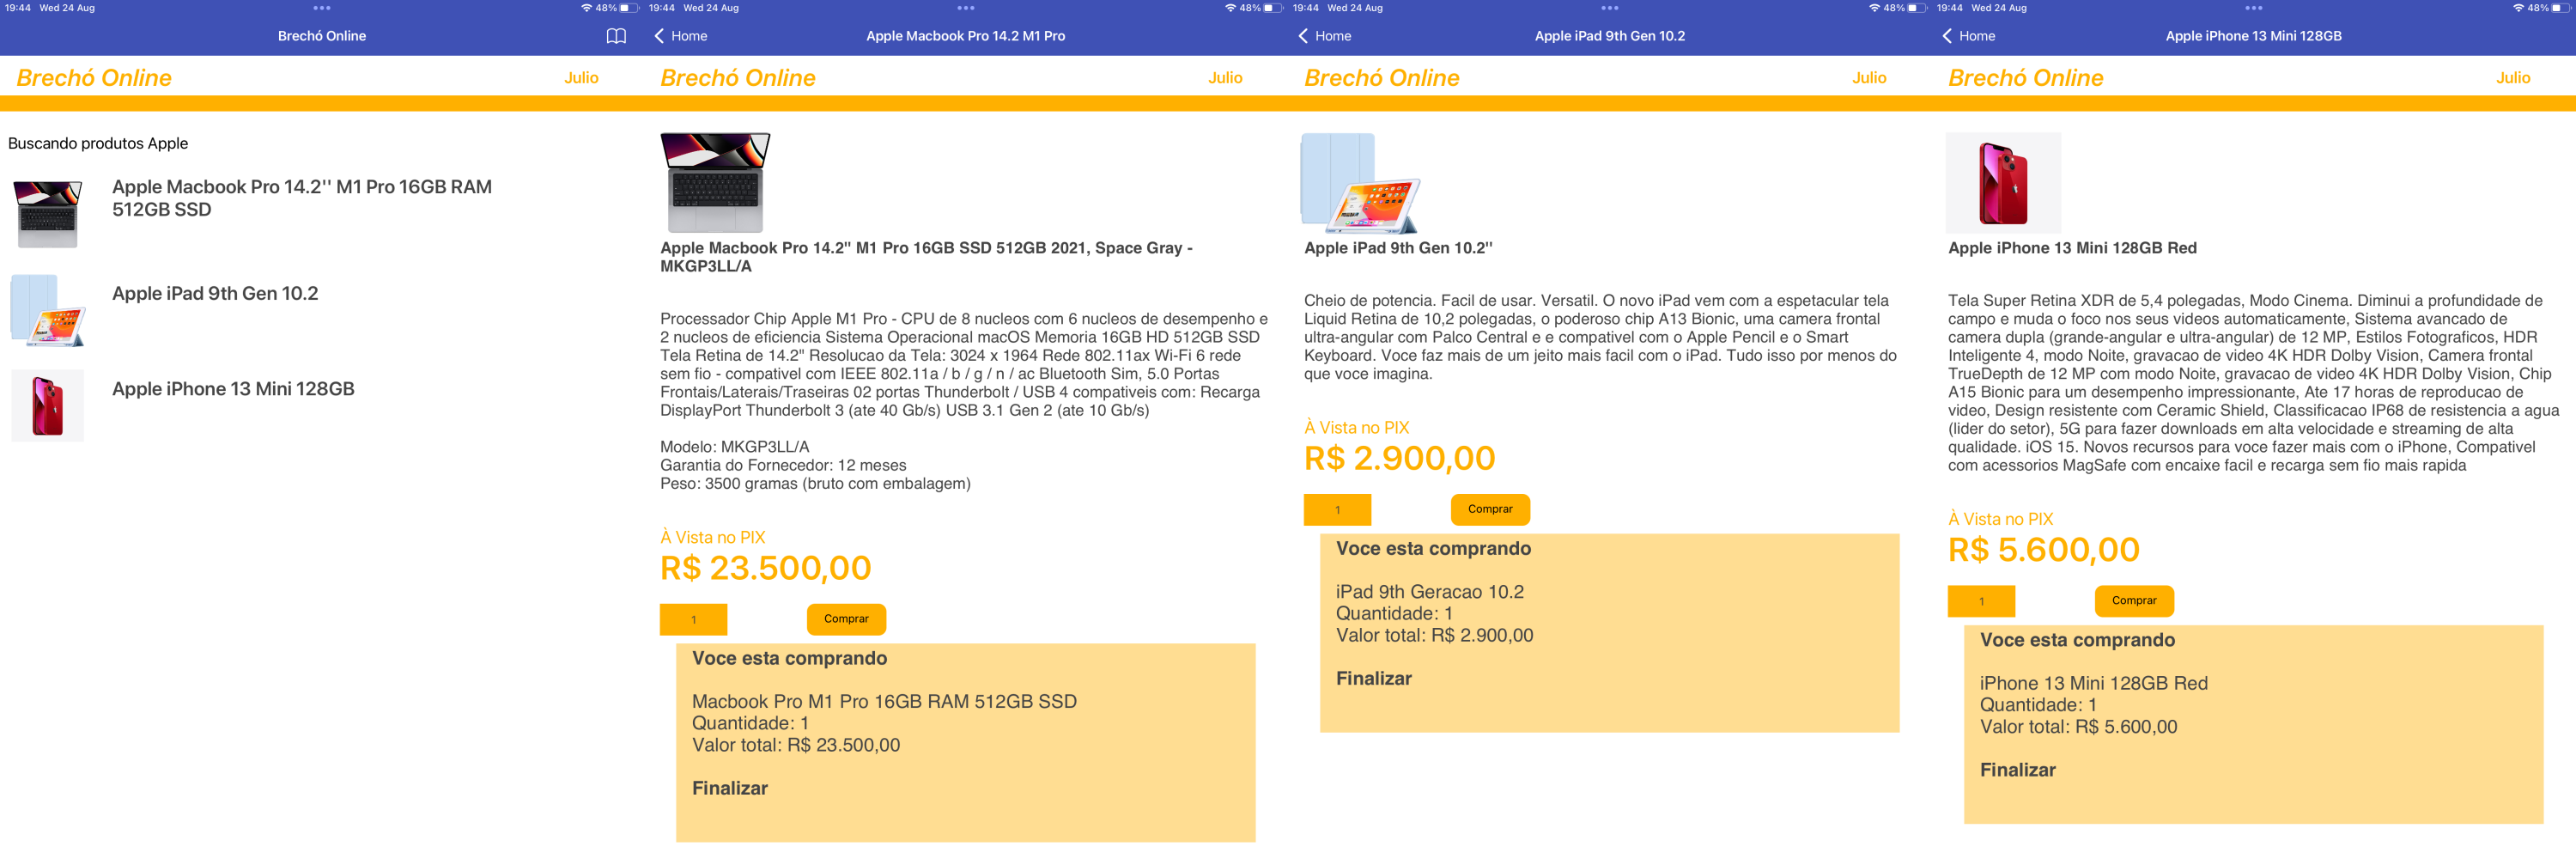 19:44 Wed 24 Aug
48%
Brechó Online
Brechó Online
Julio
Buscando produtos Apple
Apple Macbook Pro 14.2'' M1 Pro 16GB RAM
512GB SSD
Apple iPad 9th Gen 10.2
Apple iPhone 13 Mini 128GB
19:44 Wed 24 Aug
48%
Home
Apple Macbook Pro 14.2 M1 Pro
Brechó Online
Julio
Apple Macbook Pro 14.2" M1 Pro 16GB SSD 512GB 2021, Space Gray -
MKGP3LL/A
Processador Chip Apple M1 Pro - CPU de 8 nucleos com 6 nucleos de desempenho e
2 nucleos de eficiencia Sistema Operacional macOS Memoria 16GB HD 512GB SSD
Tela Retina de 14.2" Resolucao da Tela: 3024 x 1964 Rede 802.11ax Wi-Fi 6 rede
sem fio - compativel com IEEE 802.11a / b / g / n / ac Bluetooth Sim, 5.0 Portas
Frontais/Laterais/Traseiras 02 portas Thunderbolt / USB 4 compativeis com: Recarga
DisplayPort Thunderbolt 3 (ate 40 Gb/s) USB 3.1 Gen 2 (ate 10 Gb/s)
Modelo: MKGP3LL/A
Garantia do Fornecedor: 12 meses
Peso: 3500 gramas (bruto com embalagem)
À Vista no PIX
R$ 23.500,00
1
Comprar
Voce esta comprando
Macbook Pro M1 Pro 16GB RAM 512GB SSD
Quantidade: 1
Valor total: R$ 23.500,00
Finalizar
19:44 Wed 24 Aug
48%
Home
Apple iPad 9th Gen 10.2
Brechó Online
Julio
Apple iPad 9th Gen 10.2"
Cheio de potencia. Facil de usar. Versatil. O novo iPad vem com a espetacular tela
Liquid Retina de 10,2 polegadas, o poderoso chip A13 Bionic, uma camera frontal
ultra-angular com Palco Central e e compativel com o Apple Pencil e o Smart
Keyboard. Voce faz mais de um jeito mais facil com o iPad. Tudo isso por menos do
que voce imagina.
À Vista no PIX
R$ 2.900,00
1
Comprar
Voce esta comprando
iPad 9th Geracao 10.2
Quantidade: 1
Valor total: R$ 2.900,00
Finalizar
19:44 Wed 24 Aug
48%
Home
Apple iPhone 13 Mini 128GB
Brechó Online
Julio
Apple iPhone 13 Mini 128GB Red
Tela Super Retina XDR de 5,4 polegadas, Modo Cinema. Diminui a profundidade de
campo e muda o foco nos seus videos automaticamente, Sistema avancado de
camera dupla (grande-angular e ultra-angular) de 12 MP, Estilos Fotograficos, HDR
Inteligente 4, modo Noite, gravacao de video 4K HDR Dolby Vision, Camera frontal
TrueDepth de 12 MP com modo Noite, gravacao de video 4K HDR Dolby Vision, Chip
A15 Bionic para um desempenho impressionante, Ate 17 horas de reproducao de
video, Design resistente com Ceramic Shield, Classificacao IP68 de resistencia a agua
(lider do setor), 5G para fazer downloads em alta velocidade e streaming de alta
qualidade. iOS 15. Novos recursos para voce fazer mais com o iPhone, Compativel
com acessorios MagSafe com encaixe facil e recarga sem fio mais rapida
À Vista no PIX
R$ 5.600,00
1
Comprar
Voce esta comprando
iPhone 13 Mini 128GB Red
Quantidade: 1
Valor total: R$ 5.600,00
Finalizar